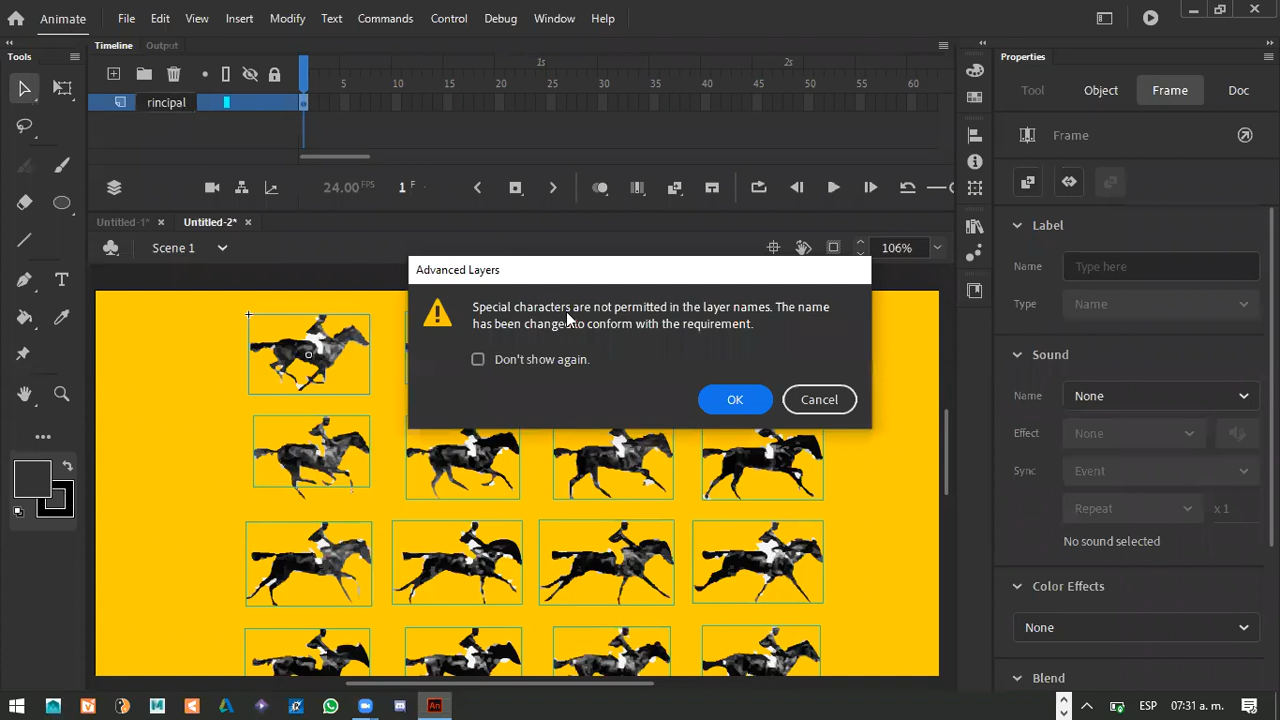 Animate File Edit View Insert Modify Text Commands Control Debug Window Help
Tools
Timeline Output
1s 2s
5 10 15 20 25 30 35 40 45 50 55 60
rincipal
24.00 FPS 1 F
Untitled-1* × Untitled-2* ×
Scene 1
106%
Advanced Layers
Special characters are not permitted in the layer names. The name
has been changed to conform with the requirement.
Don't show again.
OK Cancel
Properties
Tool Object Frame Doc
Frame
Label
Name Type here
Type Name
Sound
Name None
Effect None
Sync Event
Repeat x 1
No sound selected
Color Effects
None
Blend
An
ESP 07:31 a. m.